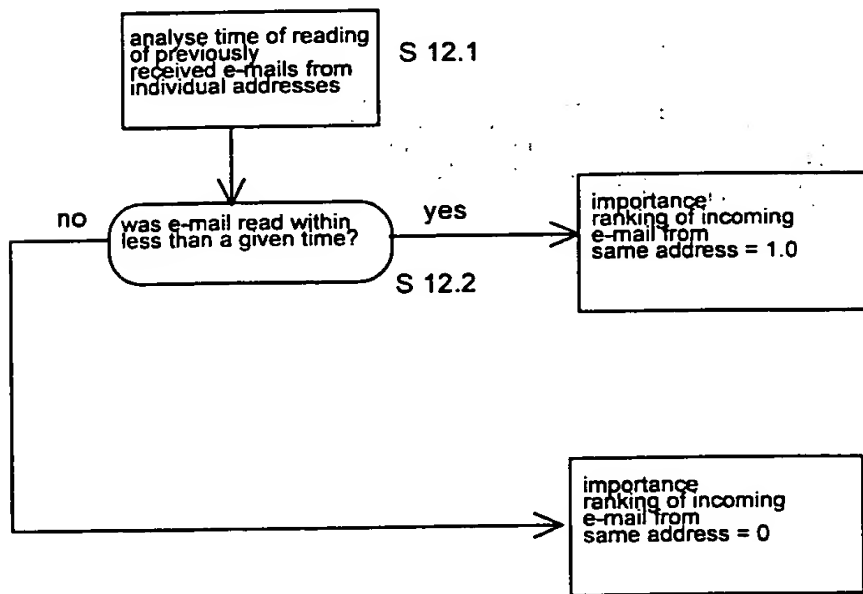 analyse time of reading
of previously
received e-mails from
individual addresses
S 12.1
no
was e-mail read within
less than a given time?
yes
S 12.2
importance
ranking of incoming
e-mail from
same address = 1.0
importance
ranking of incoming
e-mail from
same address = 0